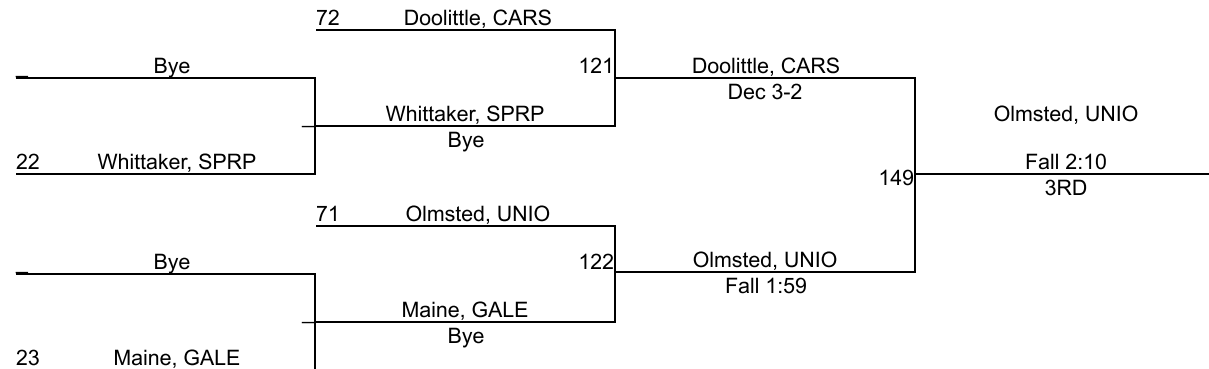 72 Doolittle, CARS
_ Bye
121 Doolittle, CARS
Dec 3-2
Whittaker, SPRP
Bye
Olmsted, UNIO
22 Whittaker, SPRP
Fall 2:10
149
3RD
71 Olmsted, UNIO
_ Bye
122 Olmsted, UNIO
Fall 1:59
Maine, GALE
Bye
23 Maine, GALE